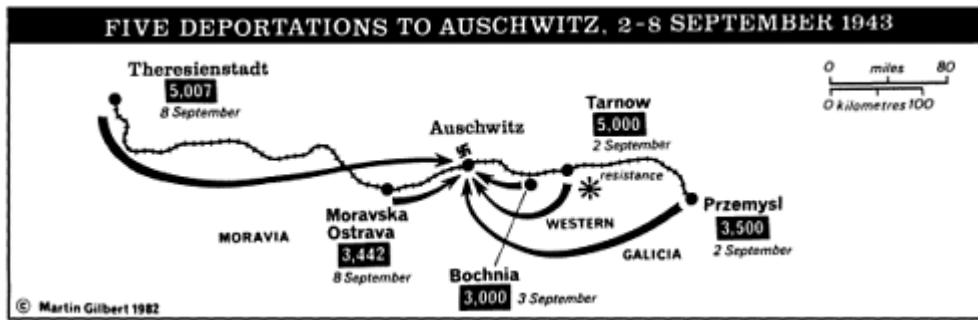 FIVE DEPORTATIONS TO AUSCHWITZ, 2-8 SEPTEMBER 1943
Theresienstadt
5,007
8 September
0 miles 80
0 kilometres 100
Tarnow
5,000
2 September
resistance
Auschwitz
Moravska
Ostrava
3,442
8 September
MORAVIA
WESTERN
GALICIA
Przemysl
3,500
2 September
Bochnia
3,000 3 September
© Martin Gilbert 1982